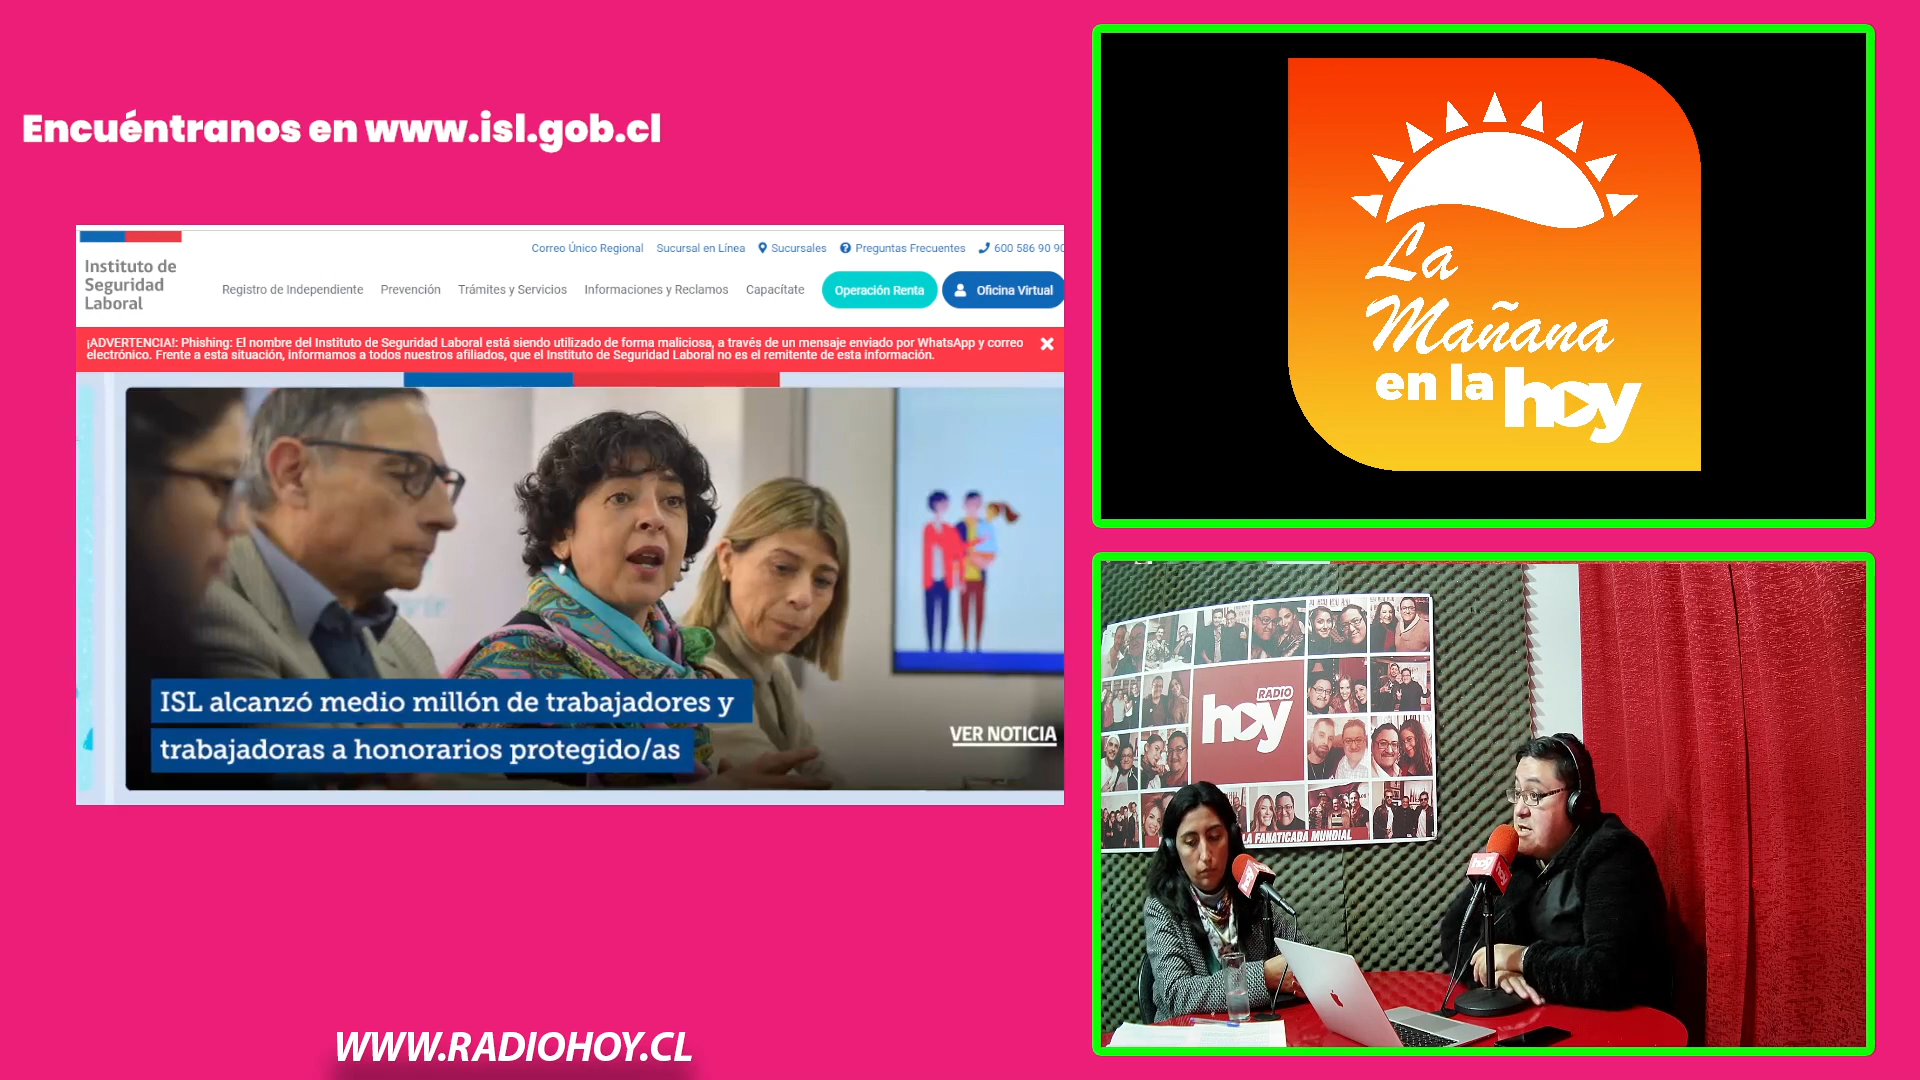 Encuéntranos en www.isl.gob.cl
Correo Único Regional Sucursal en Línea Sucursales Preguntas Frecuentes 600 586 90 90
Instituto de
Seguridad
Laboral
Registro de Independiente Prevención Trámites y Servicios Informaciones y Reclamos Capacítate Operación Renta Oficina Virtual
¡ADVERTENCIA!: Phishing: El nombre del Instituto de Seguridad Laboral está siendo utilizado de forma maliciosa, a través de un mensaje enviado por WhatsApp y correo
electrónico. Frente a esta situación, informamos a todos nuestros afiliados, que el Instituto de Seguridad Laboral no es el remitente de esta información.
ISL alcanzó medio millón de trabajadores y
trabajadoras a honorarios protegido/as
VER NOTICIA
WWW.RADIOHOY.CL
La
Mañana
en la hoy
RADIO
hoy
LA FANATICADA MUNDIAL
hoy